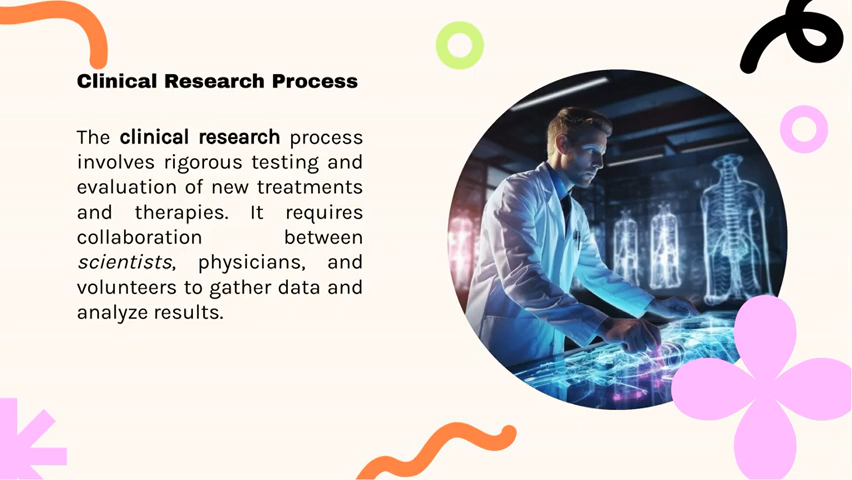 Clinical Research Process
The clinical research process
involves rigorous testing and
evaluation of new treatments
and therapies. It requires
collaboration between
scientists, physicians, and
volunteers to gather data and
analyze results.